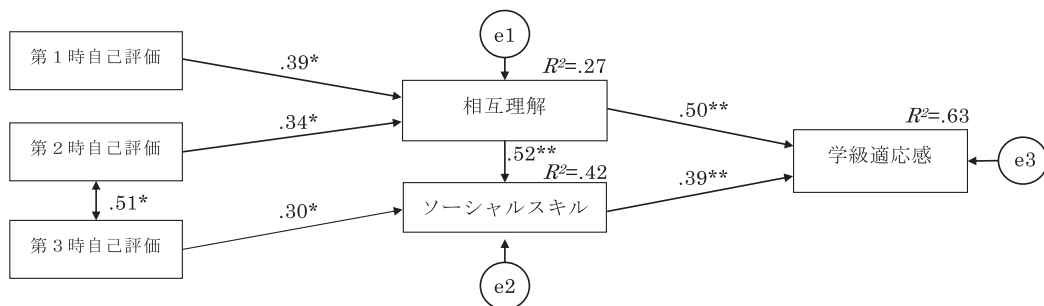 第1時自己評価
第2時自己評価
第3時自己評価
.51*
.39*
.34*
.30*
e1
R²=.27
相互理解
.52**
R²=.42
ソーシャルスキル
e2
.50**
.39**
R²=.63
学級適応感
e3